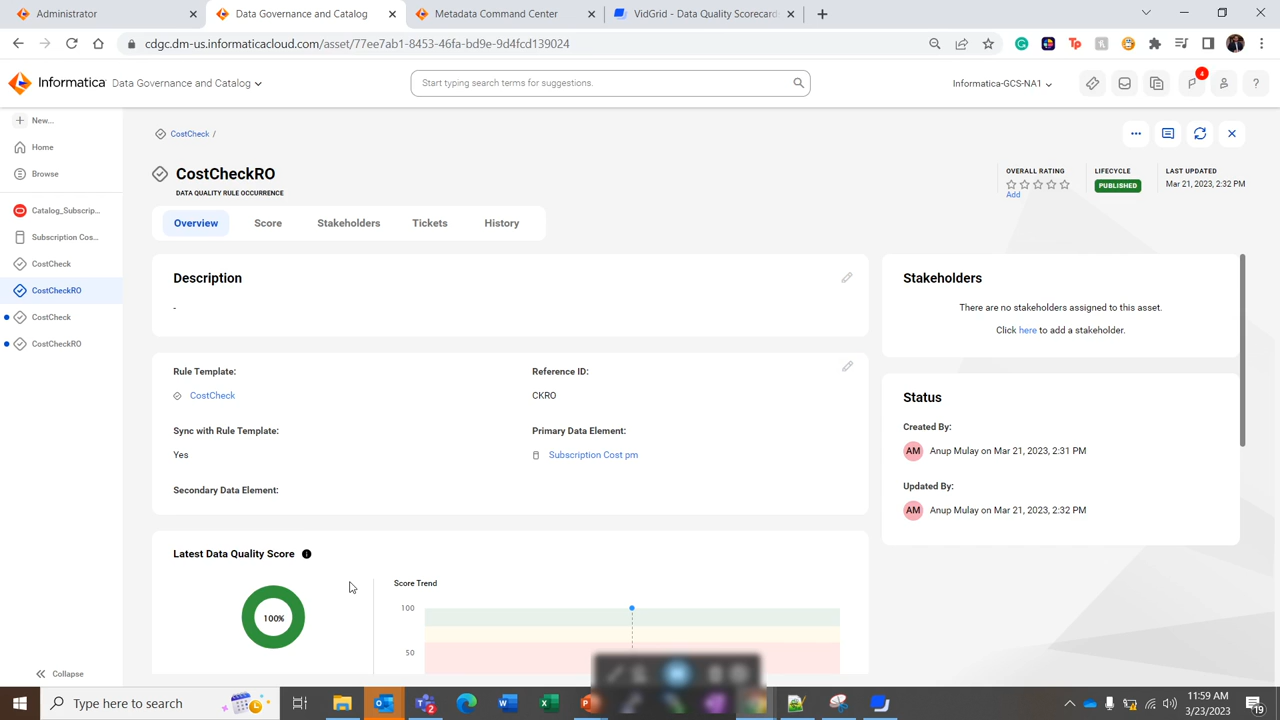 Metadata Administrator
Data Governance and Catalog
Metadata Command Center
VidGrid - Data Quality Scorecard
cdgc.dm-us.informaticacloud.com/asset/77ee7ab1-8453-46fa-bd9e-9d4fcd139024
Informatica Data Governance and Catalog
Start typing search terms for suggestions.
Informatica-GCS-NA1
4
New...
Home
Browse
Catalog_Subscrip...
Subscription Cos...
CostCheck
CostCheckRO
CostCheck
CostCheckRO
Collapse
CostCheck /
CostCheckRO
DATA QUALITY RULE OCCURRENCE
OVERALL RATING
Add
LIFECYCLE
PUBLISHED
LAST UPDATED
Mar 21, 2023, 2:32 PM
Overview Score Stakeholders Tickets History
Description
-
Rule Template:
CostCheck
Reference ID:
CKRO
Sync with Rule Template:
Yes
Primary Data Element:
Subscription Cost pm
Secondary Data Element:
Latest Data Quality Score
100%
Score Trend
100
50
Stakeholders
There are no stakeholders assigned to this asset.
Click here to add a stakeholder.
Status
Created By:
AM Anup Mulay on Mar 21, 2023, 2:31 PM
Updated By:
AM Anup Mulay on Mar 21, 2023, 2:32 PM
Type here to search
11:59 AM
3/23/2023
19